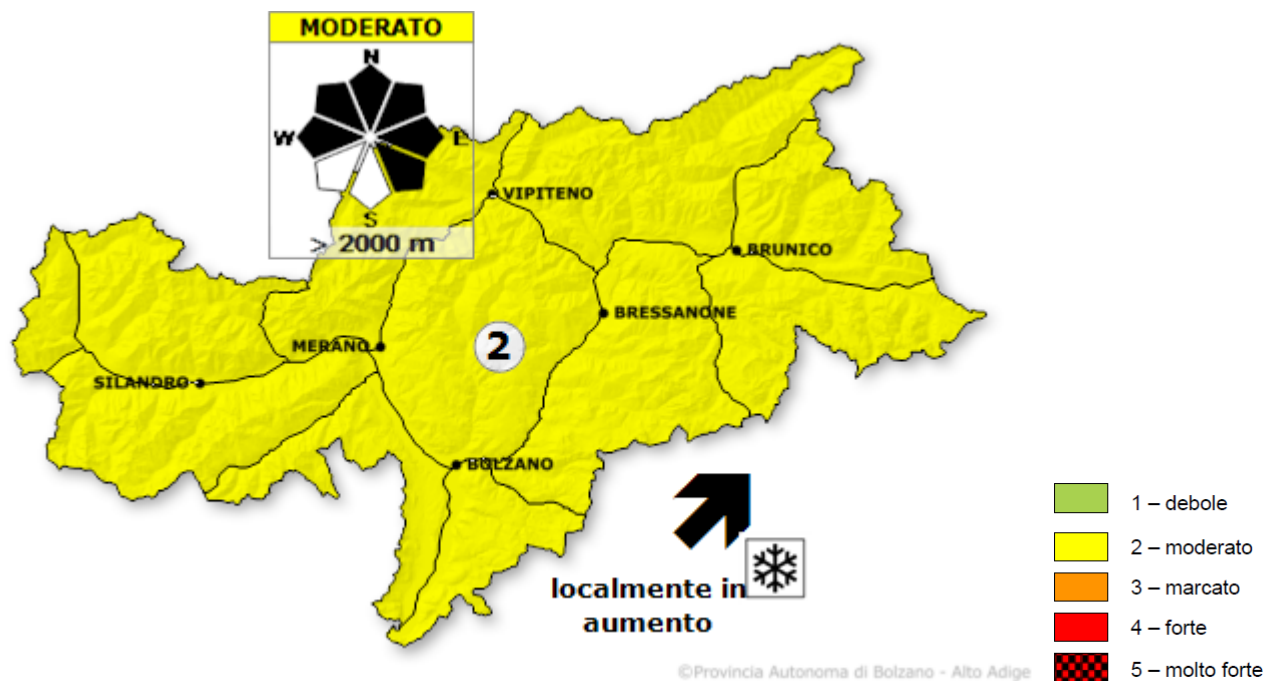 MODERATO
N
W
E
S
> 2000 m
VIPITENO
BRUNICO
BRESSANONE
MERANO
2
SILANDRO
BOLZANO
localmente in
aumento
1 – debole
2 – moderato
3 – marcato
4 – forte
5 – molto forte
©Provincia Autonoma di Bolzano - Alto Adige